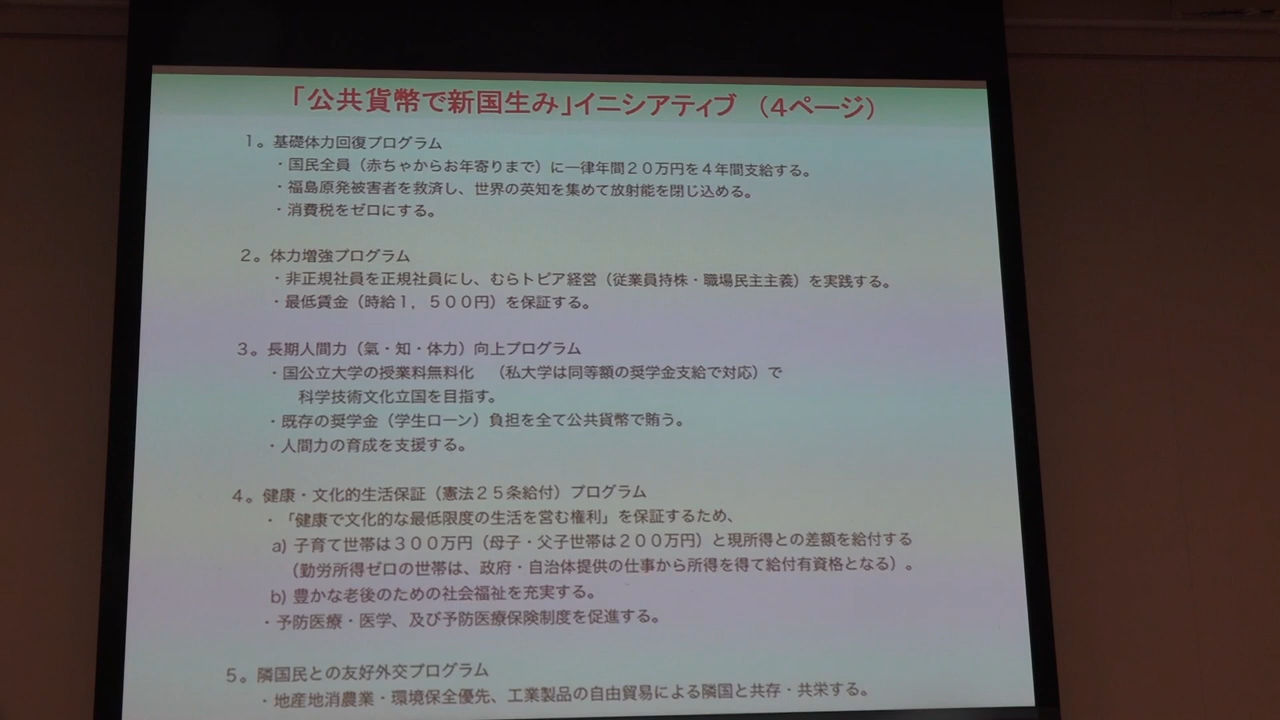 「公共貨幣で新国生み」イニシアティブ （４ページ）
１。基礎体力回復プログラム
・国民全員（赤ちゃからお年寄りまで）に一律年間２０万円を４年間支給する。
・福島原発被害者を救済し、世界の英知を集めて放射能を閉じ込める。
・消費税をゼロにする。
２。体力増強プログラム
・非正規社員を正規社員にし、むらトピア経営（従業員持株・職場民主主義）を実践する。
・最低賃金（時給１，５００円）を保証する。
３。長期人間力（氣・知・体力）向上プログラム
・国公立大学の授業料無料化　（私大学は同等額の奨学金支給で対応）で
科学技術文化立国を目指す。
・既存の奨学金（学生ローン）負担を全て公共貨幣で賄う。
・人間力の育成を支援する。
４。健康・文化的生活保証（憲法２５条給付）プログラム
・「健康で文化的な最低限度の生活を営む権利」を保証するため、
a) 子育て世帯は３００万円（母子・父子世帯は２００万円）と現所得との差額を給付する
（勤労所得ゼロの世帯は、政府・自治体提供の仕事から所得を得て給付有資格となる）。
b) 豊かな老後のための社会福祉を充実する。
・予防医療・医学、及び予防医療保険制度を促進する。
５。隣国民との友好外交プログラム
・地産地消農業・環境保全優先、工業製品の自由貿易による隣国と共存・共栄する。